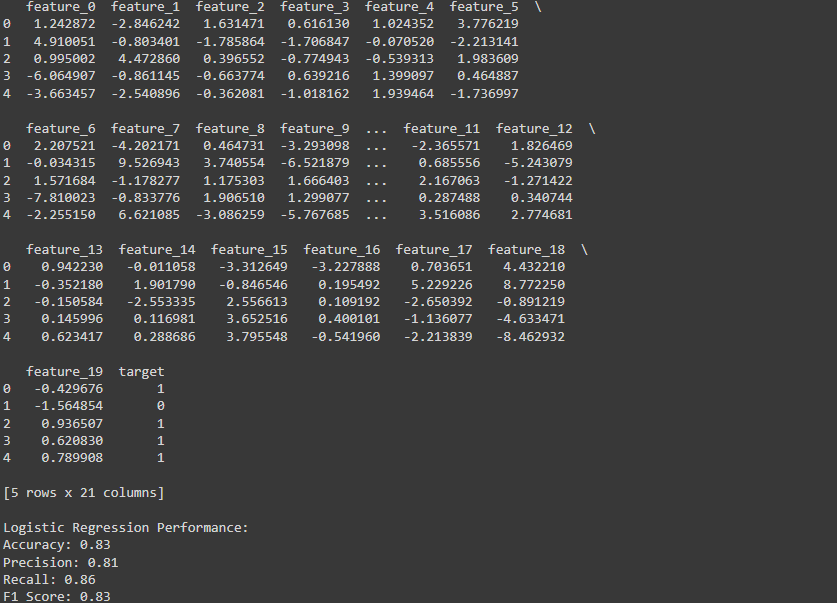 feature_0  feature_1  feature_2  feature_3  feature_4  feature_5  \
0   1.242872  -2.846242   1.631471   0.616130   1.024352   3.776219
1   4.910051  -0.803401  -1.785864  -1.706847  -0.070520  -2.213141
2   0.995002   4.472860   0.396552  -0.774943  -0.539313   1.983609
3  -6.064907  -0.861145  -0.663774   0.639216   1.399097   0.464887
4  -3.663457  -2.540896  -0.362081  -1.018162   1.939464  -1.736997

   feature_6  feature_7  feature_8  feature_9  ...  feature_11  feature_12  \
0   2.207521  -4.202171   0.464731  -3.293098  ...   -2.365571    1.826469
1  -0.034315   9.526943   3.740554  -6.521879  ...    0.685556   -5.243079
2   1.571684  -1.178277   1.175303   1.666403  ...    2.167063   -1.271422
3  -7.810023  -0.833776   1.906510   1.299077  ...    0.287488    0.340744
4  -2.255150   6.621085  -3.086259  -5.767685  ...    3.516086    2.774681

   feature_13  feature_14  feature_15  feature_16  feature_17  feature_18  \
0    0.942230   -0.011058   -3.312649   -3.227888    0.703651    4.432210
1   -0.352180    1.901790   -0.846546    0.195492    5.229226    8.772250
2   -0.150584   -2.553335    2.556613    0.109192   -2.650392   -0.891219
3    0.145996    0.116981    3.652516    0.400101   -1.136077   -4.633471
4    0.623417    0.288686    3.795548   -0.541960   -2.213839   -8.462932

   feature_19  target
0   -0.429676       1
1   -1.564854       0
2    0.936507       1
3    0.620830       1
4    0.789908       1

[5 rows x 21 columns]

Logistic Regression Performance:
Accuracy: 0.83
Precision: 0.81
Recall: 0.86
F1 Score: 0.83